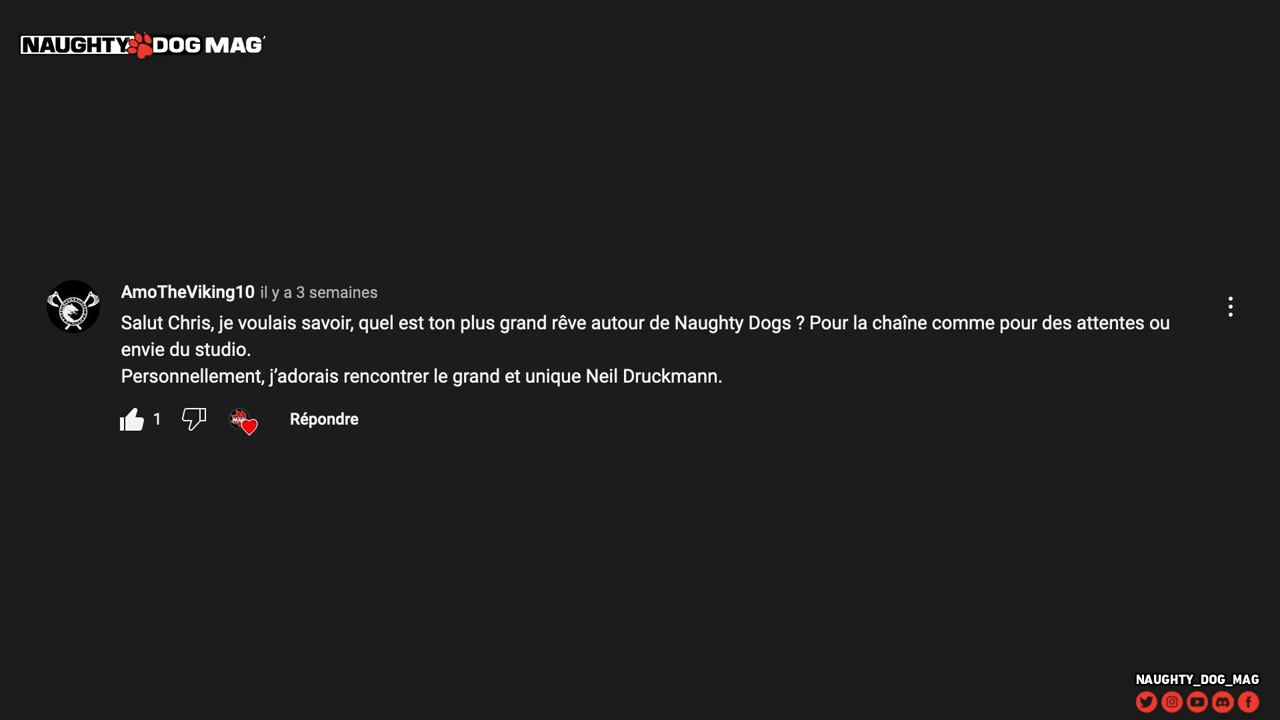 NAUGHTY DOG MAG'
AmoTheViking10 il y a 3 semaines
Salut Chris, je voulais savoir, quel est ton plus grand rêve autour de Naughty Dogs ? Pour la chaîne comme pour des attentes ou
envie du studio.
Personnellement, j’adorais rencontrer le grand et unique Neil Druckmann.
1 Répondre
NAUGHTY_DOG_MAG